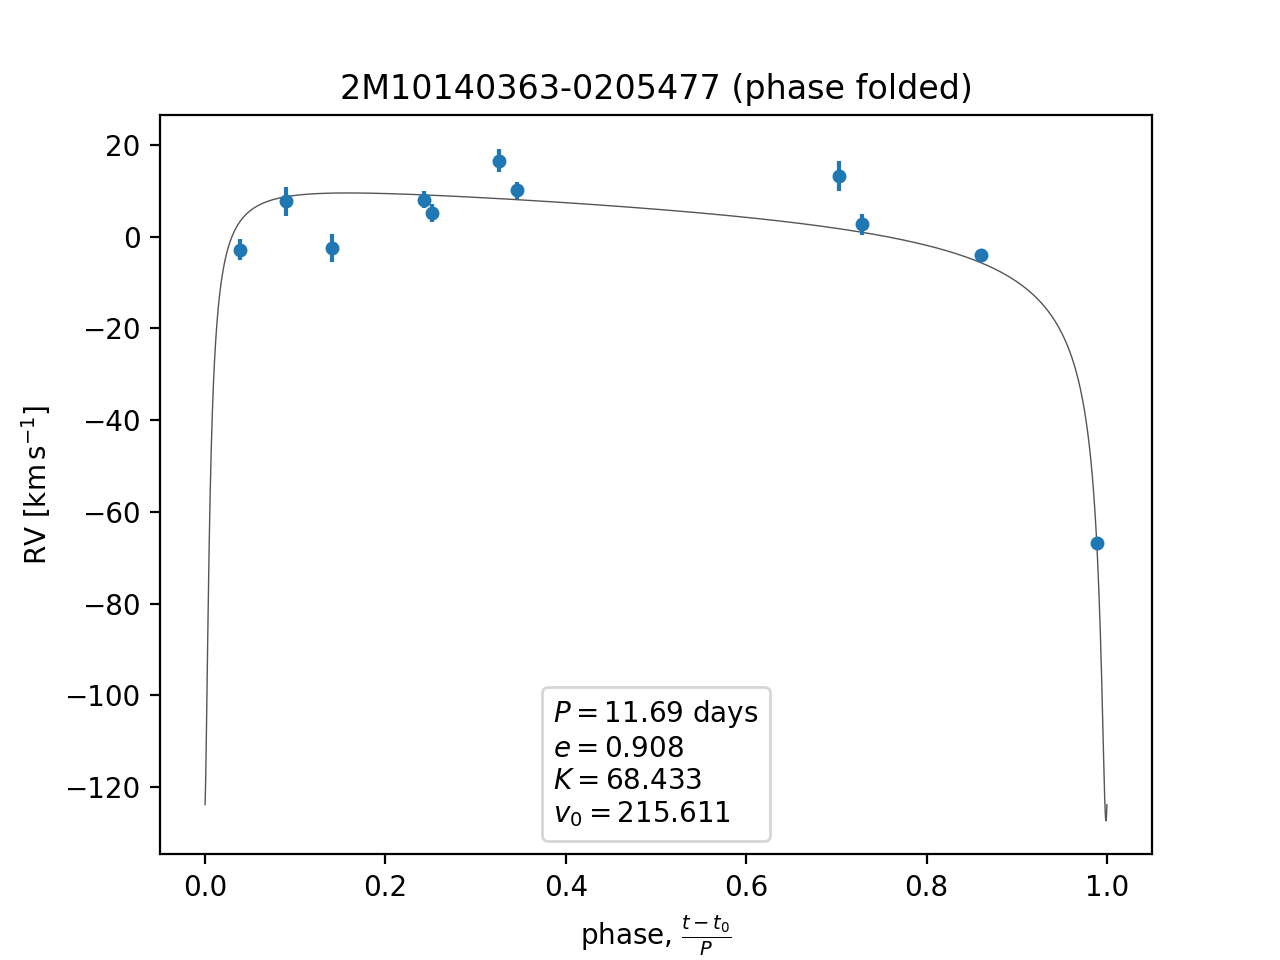 2M10140363-0205477 (phase folded)
RV [km s⁻¹]
20
0
−20
−40
−60
−80
−100
−120
P = 11.69 days
e = 0.908
K = 68.433
v₀ = 215.611
0.0 0.2 0.4 0.6 0.8 1.0
phase, (t − t₀)/P